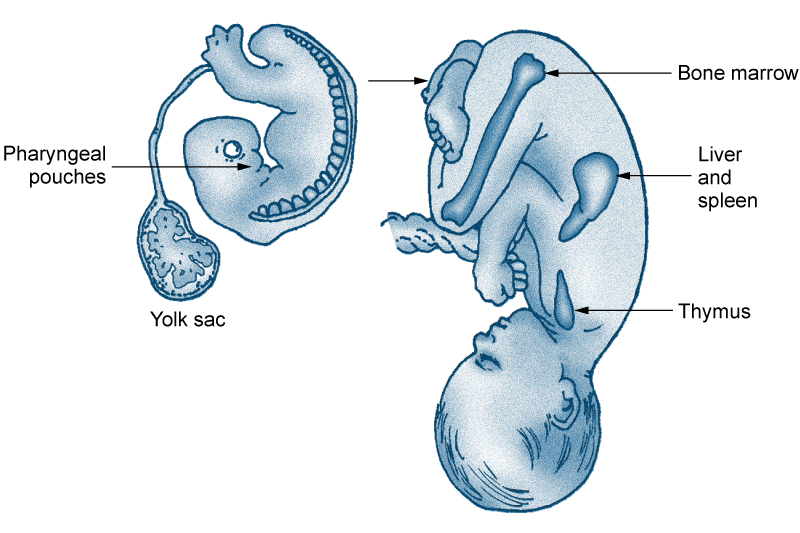 Pharyngeal
pouches
Yolk sac
Bone marrow
Liver
and
spleen
Thymus